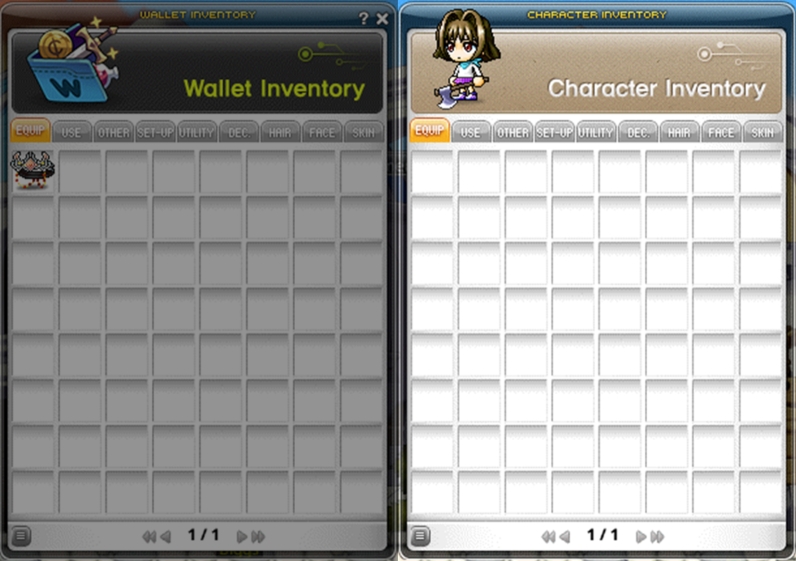 WALLET INVENTORY
? ×
W
Wallet Inventory
EQUIP USE OTHER SET-UP UTILITY DEC. HAIR FACE SKIN
1 / 1
CHARACTER INVENTORY
Character Inventory
EQUIP USE OTHER SET-UP UTILITY DEC. HAIR FACE SKIN
1 / 1